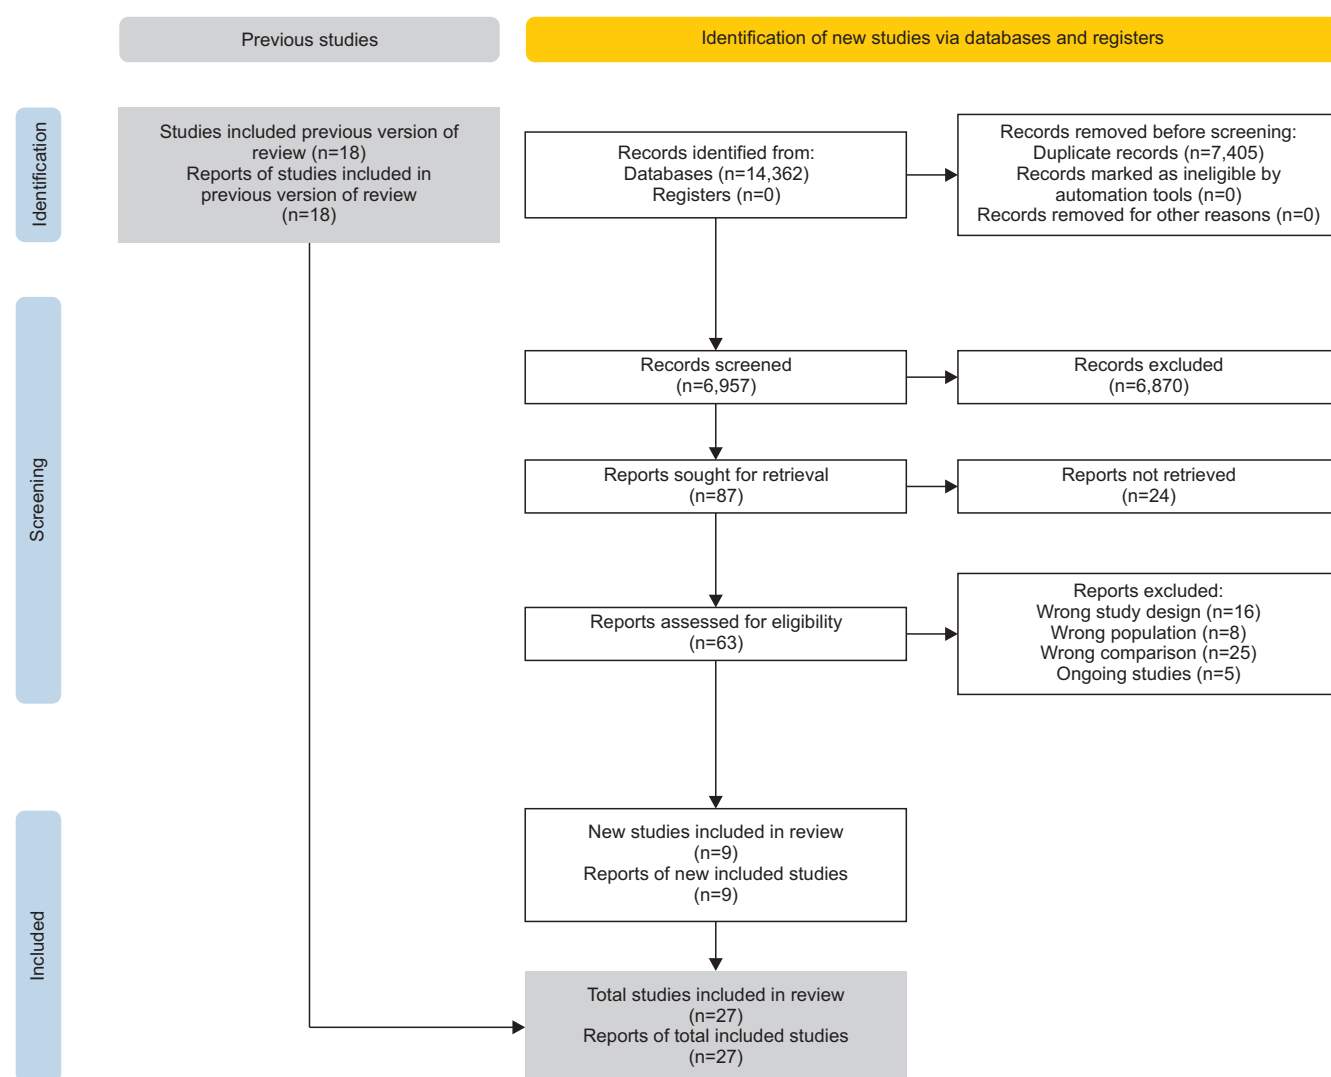 Previous studies
Identification of new studies via databases and registers
Identification
Studies included previous version of
review (n=18)
Reports of studies included in
previous version of review
(n=18)
Records identified from:
Databases (n=14,362)
Registers (n=0)
Records removed before screening:
Duplicate records (n=7,405)
Records marked as ineligible by
automation tools (n=0)
Records removed for other reasons (n=0)
Screening
Records screened
(n=6,957)
Records excluded
(n=6,870)
Reports sought for retrieval
(n=87)
Reports not retrieved
(n=24)
Reports assessed for eligibility
(n=63)
Reports excluded:
Wrong study design (n=16)
Wrong population (n=8)
Wrong comparison (n=25)
Ongoing studies (n=5)
Included
New studies included in review
(n=9)
Reports of new included studies
(n=9)
Total studies included in review
(n=27)
Reports of total included studies
(n=27)